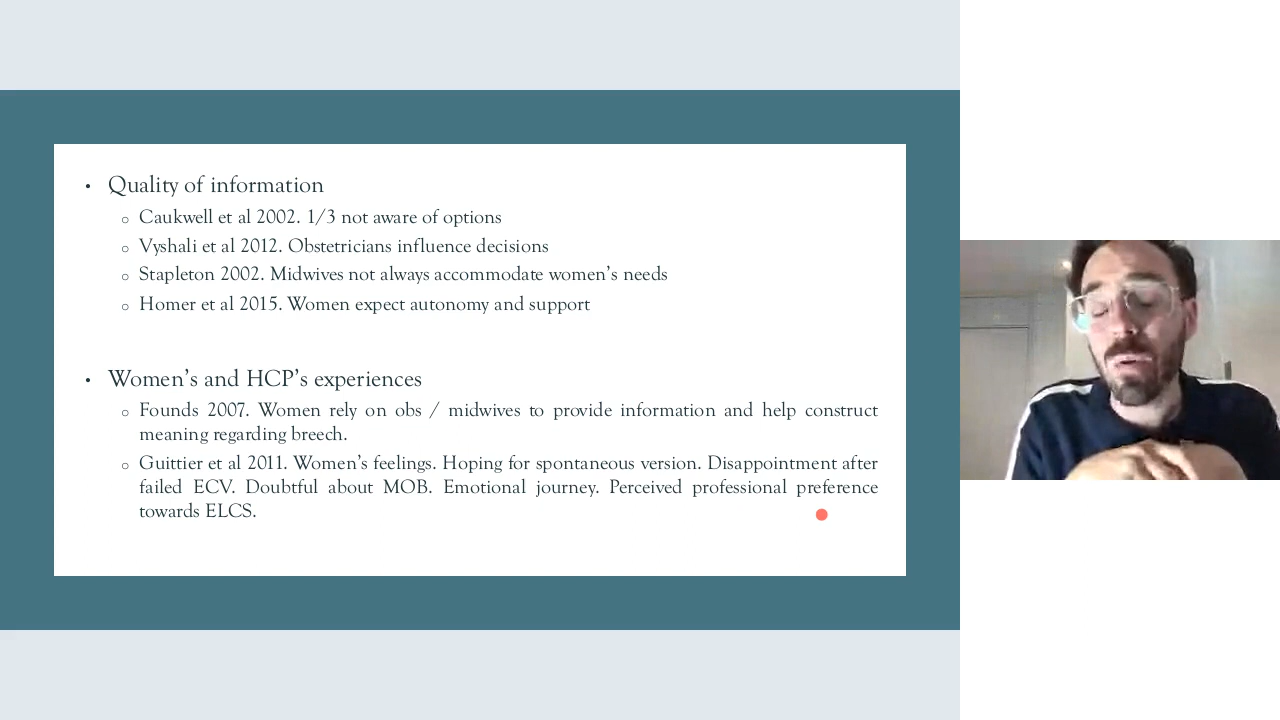 • Quality of information
o Caukwell et al 2002. 1/3 not aware of options
o Vyshali et al 2012. Obstetricians influence decisions
o Stapleton 2002. Midwives not always accommodate women’s needs
o Homer et al 2015. Women expect autonomy and support
• Women’s and HCP’s experiences
o Founds 2007. Women rely on obs / midwives to provide information and help construct
meaning regarding breech.
o Guittier et al 2011. Women’s feelings. Hoping for spontaneous version. Disappointment after
failed ECV. Doubtful about MOB. Emotional journey. Perceived professional preference
towards ELCS.